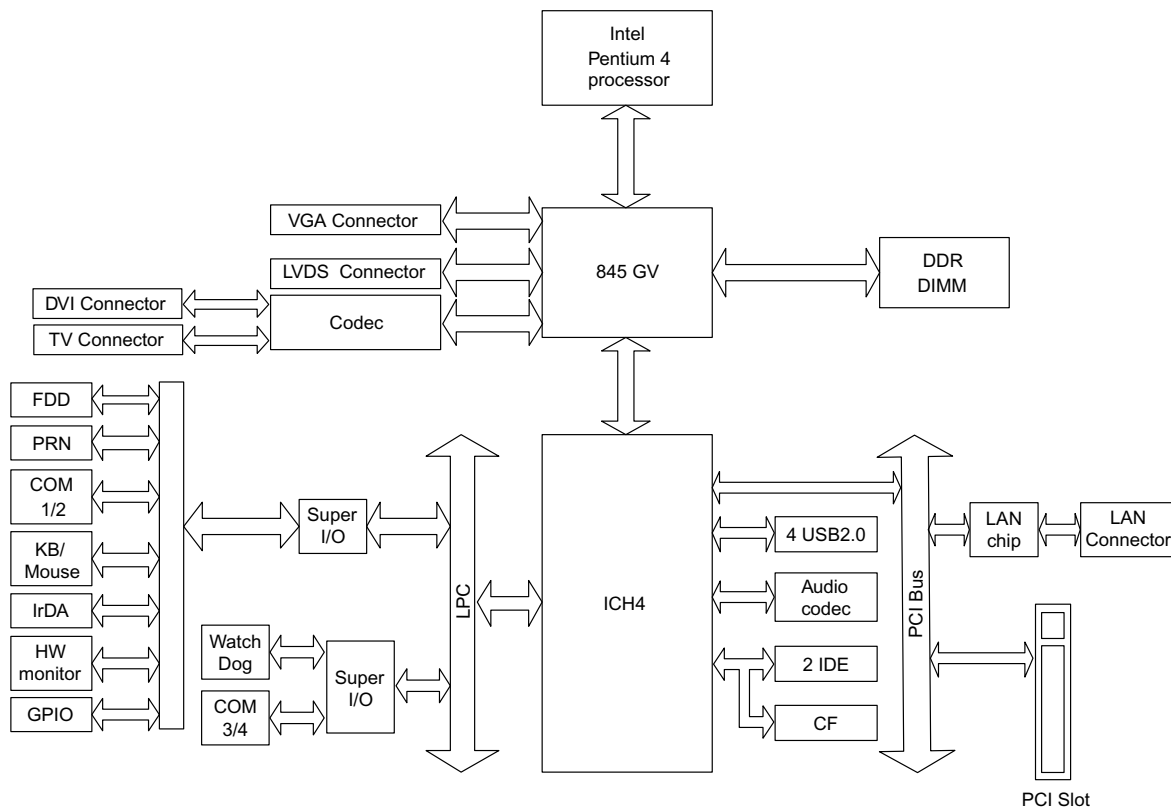 Intel
Pentium 4
processor
VGA Connector
LVDS Connector
845 GV
DDR
DIMM
DVI Connector
Codec
TV Connector
FDD
PRN
COM
1/2
KB/
Mouse
IrDA
HW
monitor
GPIO
Super
I/O
Watch
Dog
COM
3/4
Super
I/O
LPC
ICH4
4 USB2.0
Audio
codec
2 IDE
CF
PCI Bus
LAN
chip
LAN
Connector
PCI Slot